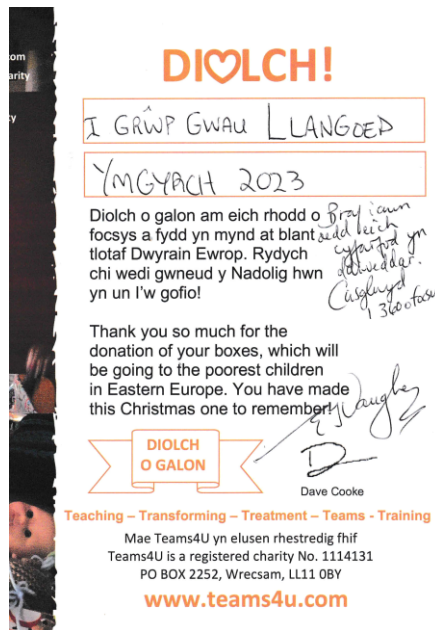 com
arity
ty
DIOLCH!
I GRŴP GWAU LLANGOED
YMGYRCH 2023
Diolch o galon am eich rhodd o
focsys a fydd yn mynd at blant
tlotaf Dwyrain Ewrop. Rydych
chi wedi gwneud y Nadolig hwn
yn un I'w gofio!
Braf iawn
oedd eich
cyfarfod yn
ddiweddar.
Casglwyd
Thank you so much for the
donation of your boxes, which will
be going to the poorest children
in Eastern Europe. You have made
this Christmas one to remember!
DIOLCH
O GALON
Dave Cooke
Teaching – Transforming – Treatment – Teams - Training
Mae Teams4U yn elusen rhestredig fhif
Teams4U is a registered charity No. 1114131
PO BOX 2252, Wrecsam, LL11 0BY
www.teams4u.com